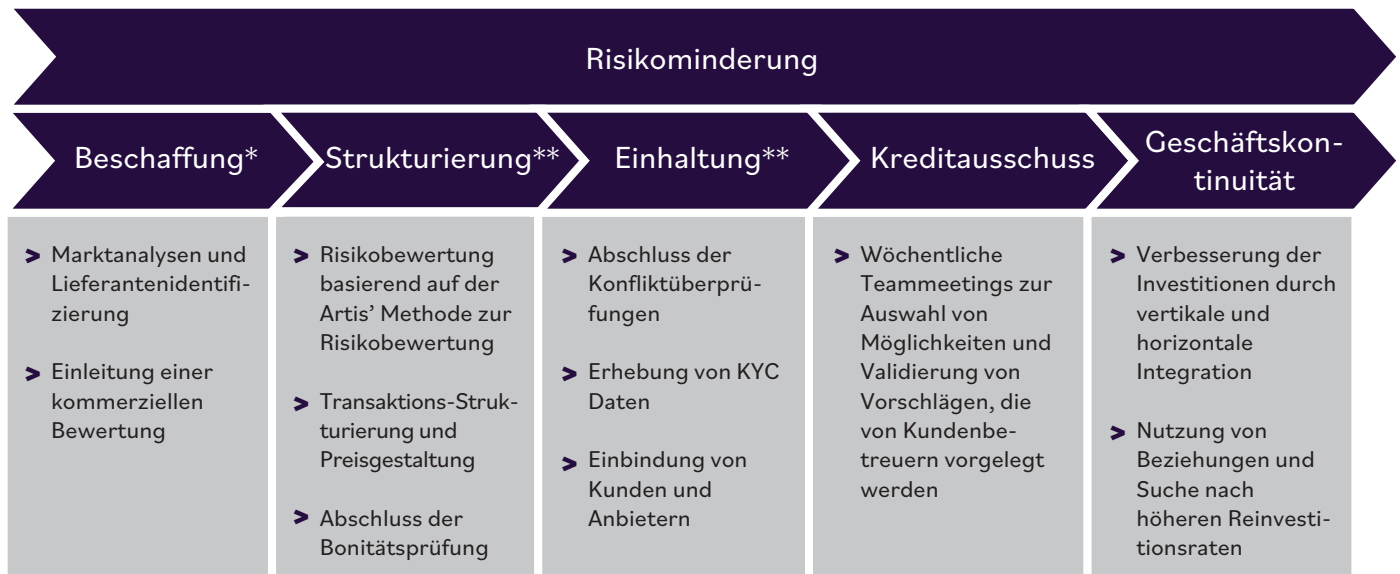 Risikominderung
Beschaffung*
Strukturierung**
Einhaltung**
Kreditausschuss
Geschäftskon-
tinuität
> Marktanalysen und
Lieferantenidentifi-
zierung
> Einleitung einer
kommerziellen
Bewertung
> Risikobewertung
basierend auf der
Artis’ Methode zur
Risikobewertung
> Transaktions-Struk-
turierung und
Preisgestaltung
> Abschluss der
Bonitätsprüfung
> Abschluss der
Konfliktüberprü-
fungen
> Erhebung von KYC
Daten
> Einbindung von
Kunden und
Anbietern
> Wöchentliche
Teammeetings zur
Auswahl von
Möglichkeiten und
Validierung von
Vorschlägen, die
von Kundenbe-
treuern vorgelegt
werden
> Verbesserung der
Investitionen durch
vertikale und
horizontale
Integration
> Nutzung von
Beziehungen und
Suche nach
höheren Reinvesti-
tionsraten